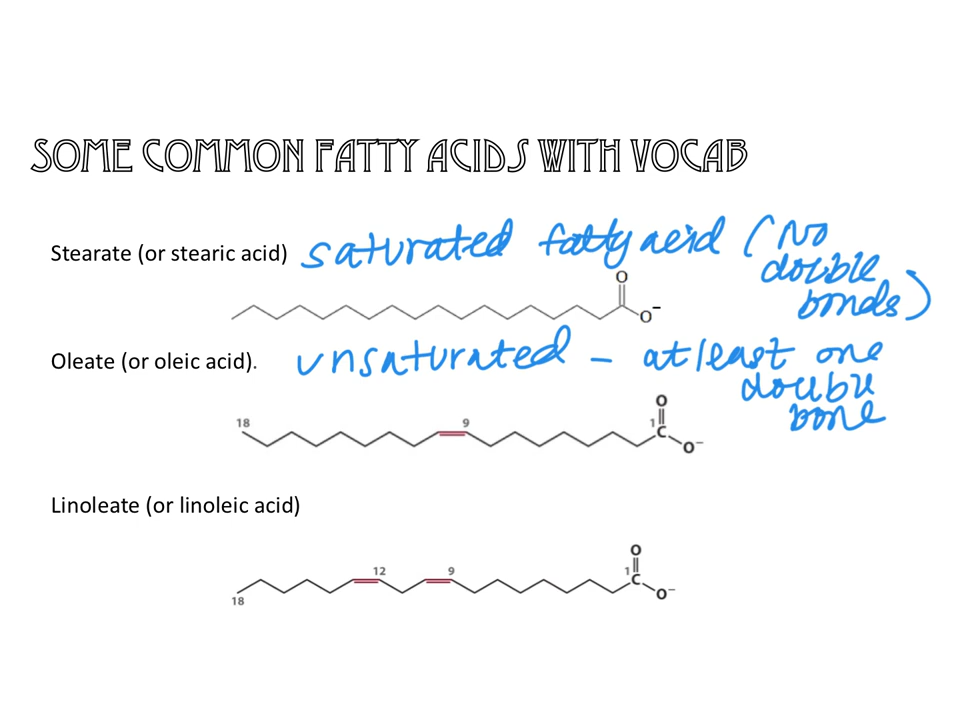 SOME COMMON FATTY ACIDS WITH VOCAB
Stearate (or stearic acid) saturated fatty acid (No
double
bonds)
O
O−
Oleate (or oleic acid). unsaturated – atleast one
double
bone
O
18 9 1 C
O−
Linoleate (or linoleic acid)
O
12 9 1 C
18 O−